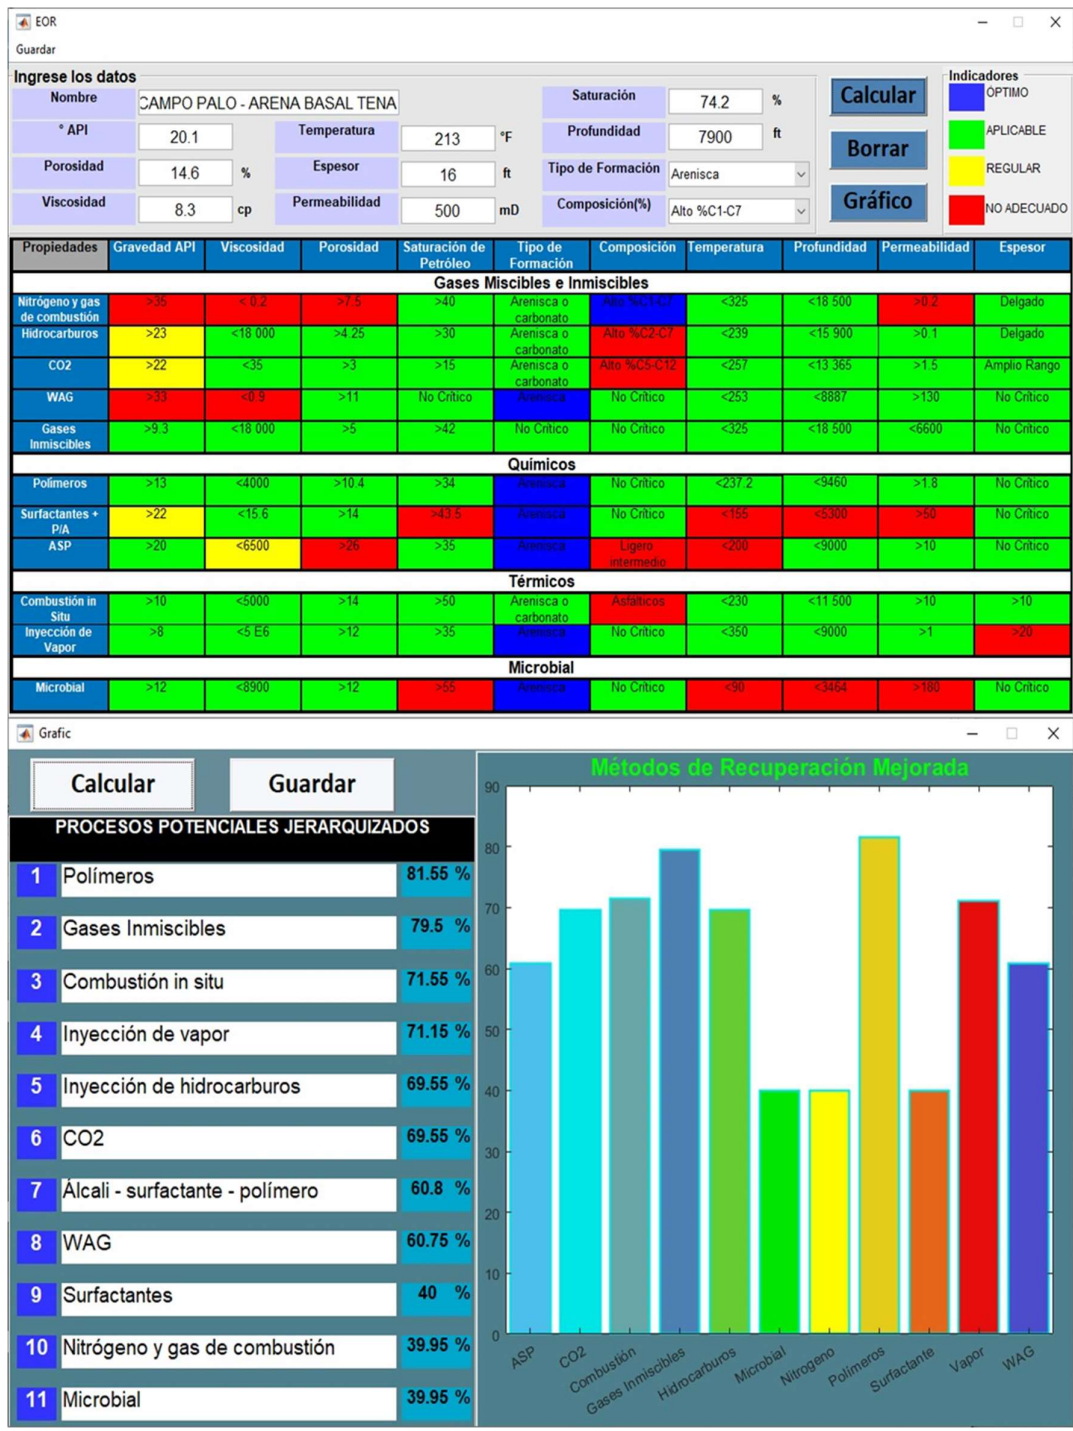 EOR
Guardar
Ingrese los datos
Nombre CAMPO PALO - ARENA BASAL TENA Saturación 74.2 %
° API 20.1 Temperatura 213 °F Profundidad 7900 ft
Porosidad 14.6 % Espesor 16 ft Tipo de Formación Arenisca
Viscosidad 8.3 cp Permeabilidad 500 mD Composición(%) Alto %C1-C7
Calcular
Borrar
Gráfico
Indicadores
ÓPTIMO
APLICABLE
REGULAR
NO ADECUADO
Propiedades Gravedad API Viscosidad Porosidad Saturación de Petróleo Tipo de Formación Composición Temperatura Profundidad Permeabilidad Espesor
Gases Miscibles e Inmiscibles
Nitrógeno y gas de combustión >35 < 0.2 >7.5 >40 Arenisca o carbonato Alto %C1-C7 <325 <18 500 >0.2 Delgado
Hidrocarburos >23 <18 000 >4.25 >30 Arenisca o carbonato Alto %C2-C7 <239 <15 900 >0.1 Delgado
CO2 >22 <35 >3 >15 Arenisca o carbonato Alto %C5-C12 <257 <13 365 >1.5 Amplio Rango
WAG >33 <0.9 >11 No Crítico Arenisca No Crítico <253 <8887 >130 No Crítico
Gases Inmiscibles >9.3 <18 000 >5 >42 No Crítico No Crítico <325 <18 500 <6600 No Crítico
Químicos
Polímeros >13 <4000 >10.4 >34 Arenisca No Crítico <237.2 <9460 >1.8 No Crítico
Surfactantes + P/A >22 <15.6 >14 >43.5 Arenisca No Crítico <155 <5300 >50 No Crítico
ASP >20 <6500 >26 >35 Arenisca Ligero intermedio <200 <9000 >10 No Crítico
Térmicos
Combustión in Situ >10 <5000 >14 >50 Arenisca o carbonato Asfálticos <230 <11 500 >10 >10
Inyección de Vapor >8 <5 E6 >12 >35 Arenisca No Crítico <350 <9000 >1 >20
Microbial
Microbial >12 <8900 >12 >55 Arenisca No Crítico <90 <3464 >180 No Crítico
Grafic
Calcular Guardar
PROCESOS POTENCIALES JERARQUIZADOS
1 Polímeros 81.55 %
2 Gases Inmiscibles 79.5 %
3 Combustión in situ 71.55 %
4 Inyección de vapor 71.15 %
5 Inyección de hidrocarburos 69.55 %
6 CO2 69.55 %
7 Álcali - surfactante - polímero 60.8 %
8 WAG 60.75 %
9 Surfactantes 40 %
10 Nitrógeno y gas de combustión 39.95 %
11 Microbial 39.95 %
Métodos de Recuperación Mejorada
90
80
70
60
50
40
30
20
10
0
ASP CO2 Combustión Gases Inmiscibles Hidrocarburos Microbial Nitrogeno Polímeros Surfactante Vapor WAG